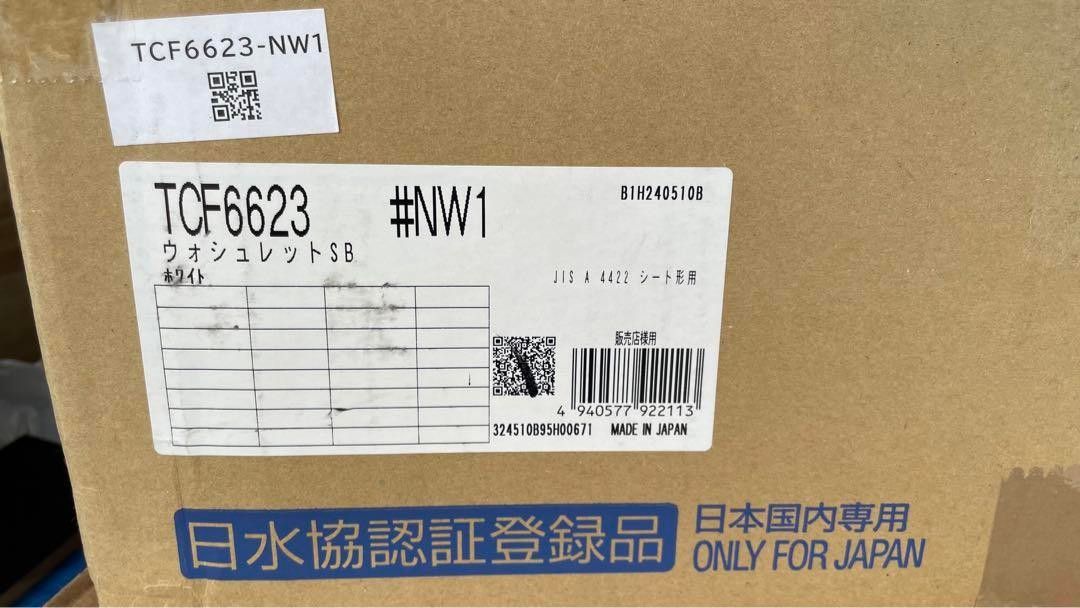 TCF6623-NW1
TCF6623 #NW1 B1H240510B
ウォシュレットSB
ホワイト JIS A 4422 シート形用
販売店様用
4 940577 922113
324510B95H00671 MADE IN JAPAN
日水協認証登録品
日本国内専用
ONLY FOR JAPAN